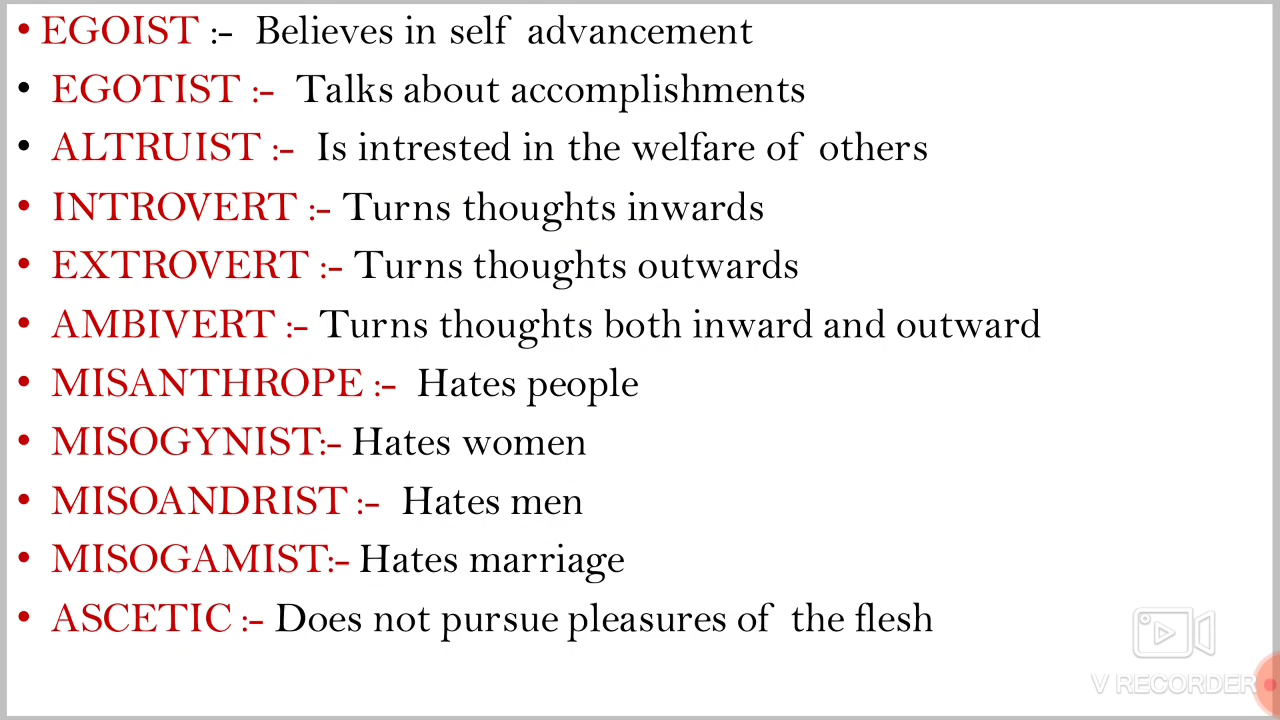 • EGOIST :- Believes in self advancement
• EGOTIST :- Talks about accomplishments
• ALTRUIST :- Is intrested in the welfare of others
• INTROVERT :- Turns thoughts inwards
• EXTROVERT :- Turns thoughts outwards
• AMBIVERT :- Turns thoughts both inward and outward
• MISANTHROPE :- Hates people
• MISOGYNIST:- Hates women
• MISOANDRIST :- Hates men
• MISOGAMIST:- Hates marriage
• ASCETIC :- Does not pursue pleasures of the flesh
V RECORDER